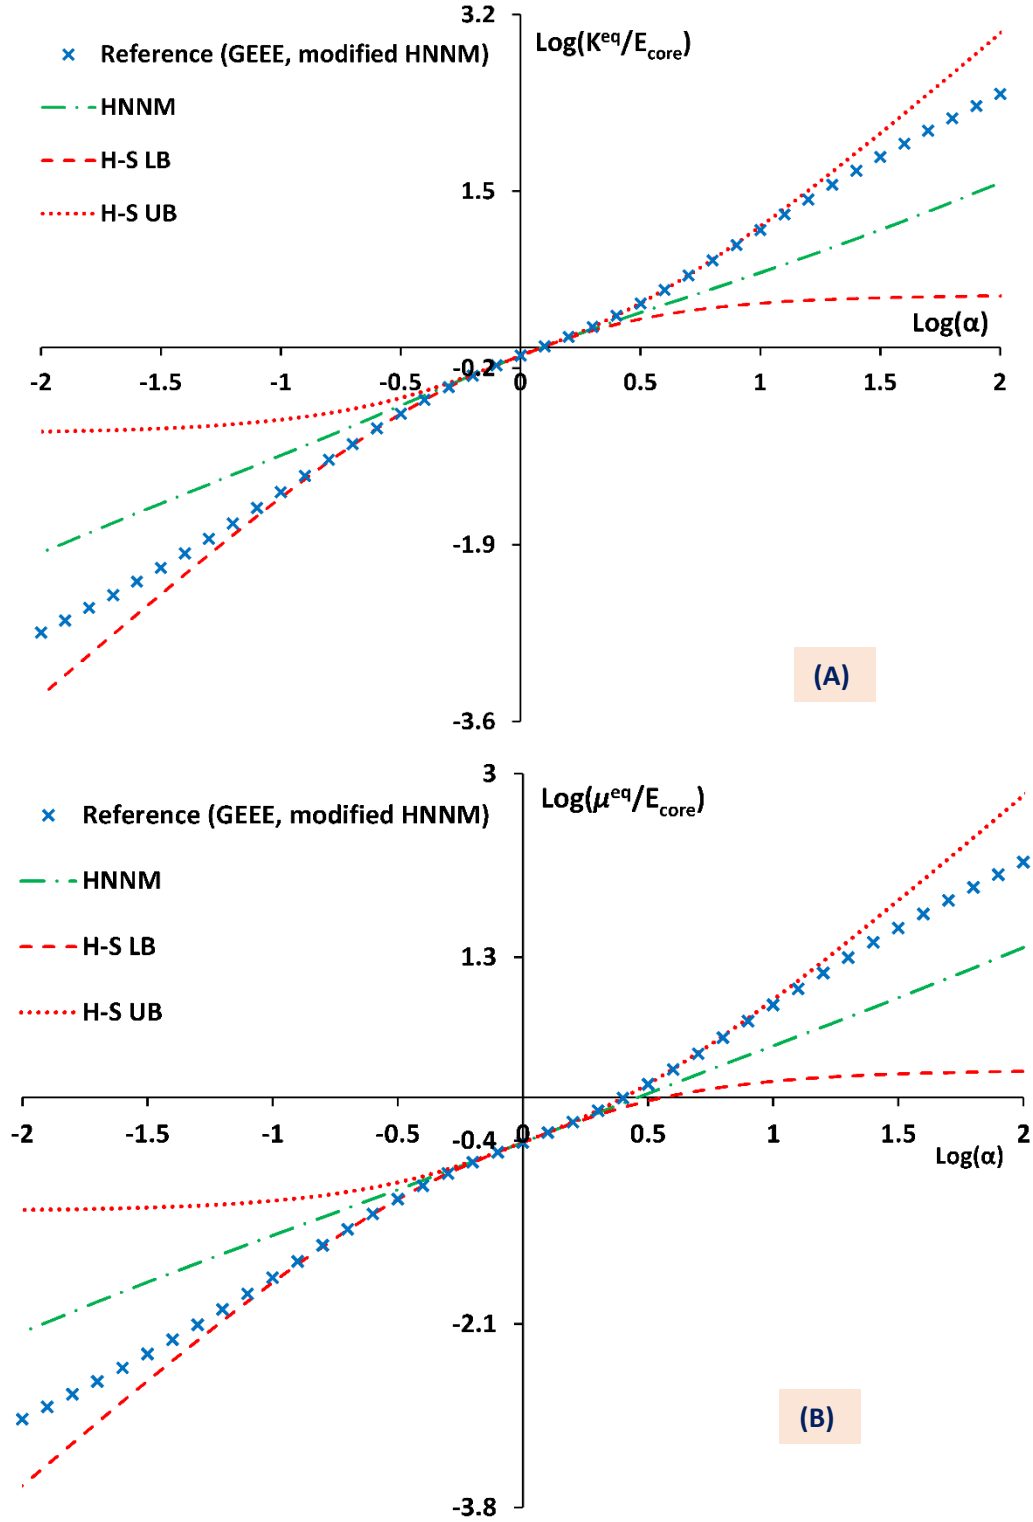 3.2
Log(K^eq/E_core)
Reference (GEEE, modified HNNM)
HNNM
H-S LB
H-S UB
1.5
Log(α)
-2 -1.5 -1 -0.5 0 0.5 1 1.5 2
-0.2
-1.9
(A)
-3.6
3
Log(μ^eq/E_core)
Reference (GEEE, modified HNNM)
HNNM
H-S LB
H-S UB
1.3
-2 -1.5 -1 -0.5 0 0.5 1 1.5 2
-0.4
Log(α)
-2.1
(B)
-3.8